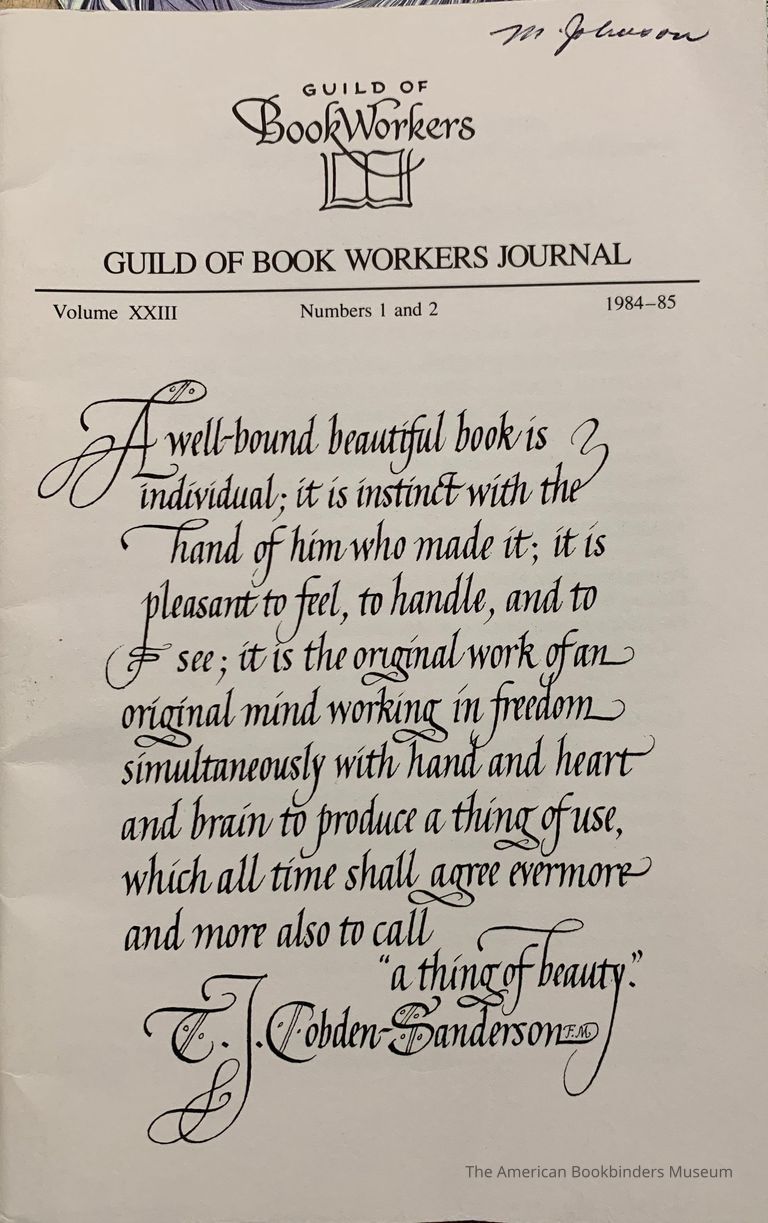 M. Johnson
GUILD OF
BookWorkers
GUILD OF BOOK WORKERS JOURNAL
Volume XXIII Numbers 1 and 2 1984–85
A well-bound beautiful book is
individual; it is instinct with the
hand of him who made it; it is
pleasant to feel, to handle, and to
see; it is the original work of an
original mind working in freedom
simultaneously with hand and heart
and brain to produce a thing of use,
which all time shall agree evermore
and more also to call
“a thing of beauty.”
T. J. Cobden-Sanderson F.M.
The American Bookbinders Museum